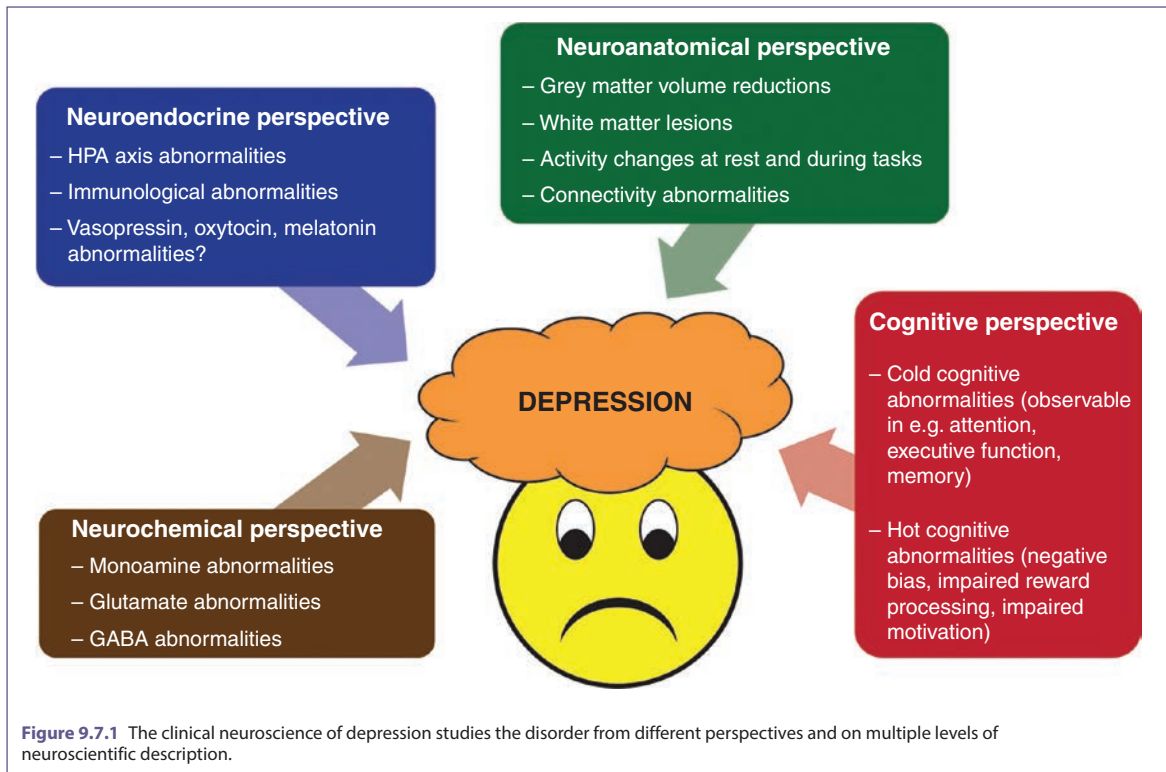 Neuroanatomical perspective
– Grey matter volume reductions
– White matter lesions
– Activity changes at rest and during tasks
– Connectivity abnormalities
Neuroendocrine perspective
– HPA axis abnormalities
– Immunological abnormalities
– Vasopressin, oxytocin, melatonin
abnormalities?
Cognitive perspective
– Cold cognitive
abnormalities (observable
in e.g. attention,
executive function,
memory)
– Hot cognitive
abnormalities (negative
bias, impaired reward
processing, impaired
motivation)
DEPRESSION
Neurochemical perspective
– Monoamine abnormalities
– Glutamate abnormalities
– GABA abnormalities
Figure 9.7.1 The clinical neuroscience of depression studies the disorder from different perspectives and on multiple levels of
neuroscientific description.